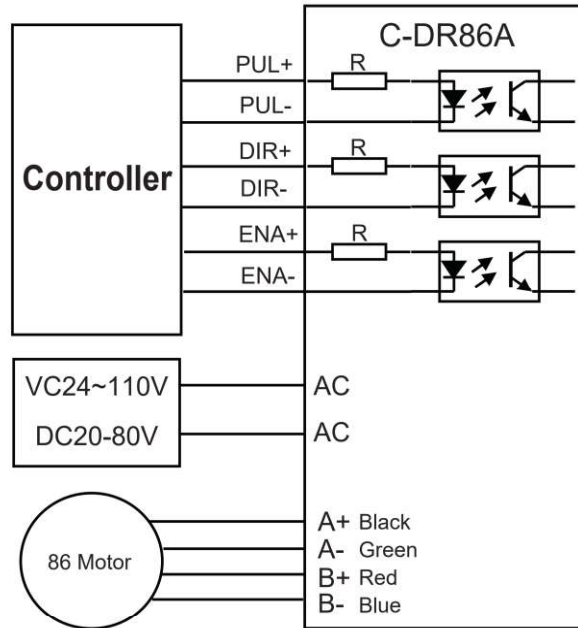 C-DR86A
PUL+ R
PUL-
DIR+ R
DIR-
Controller
ENA+ R
ENA-
VC24~110V AC
DC20-80V AC
86 Motor
A+ Black
A- Green
B+ Red
B- Blue